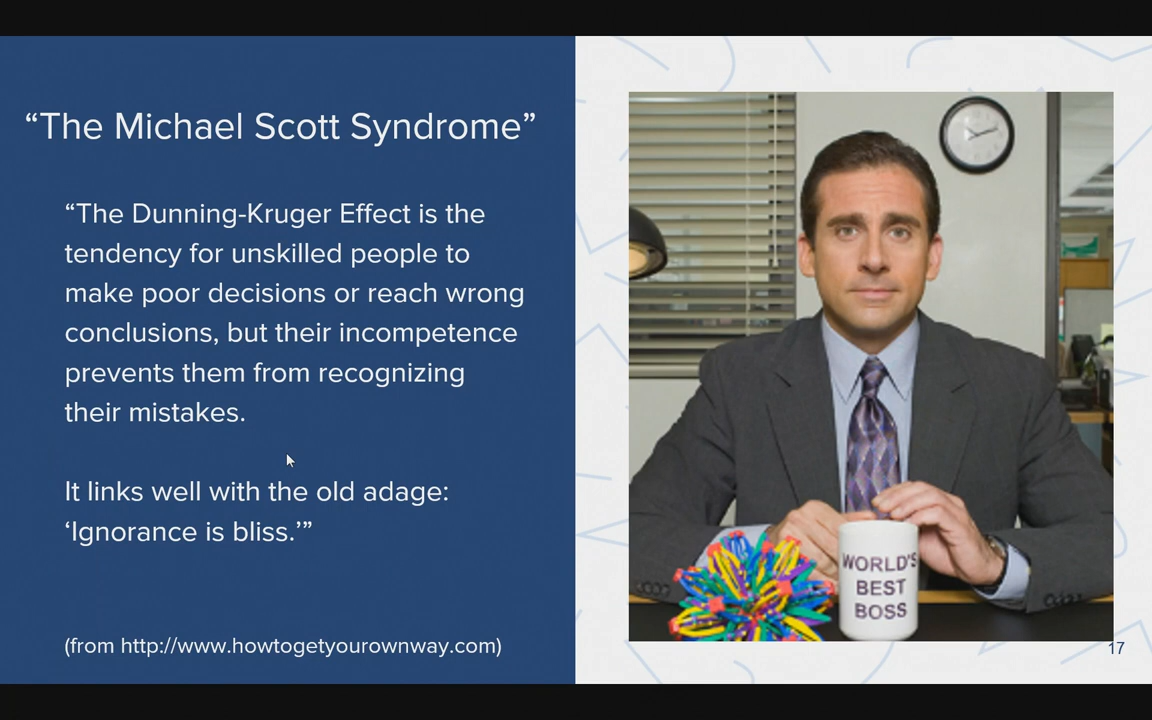 “The Michael Scott Syndrome”
“The Dunning-Kruger Effect is the
tendency for unskilled people to
make poor decisions or reach wrong
conclusions, but their incompetence
prevents them from recognizing
their mistakes.
It links well with the old adage:
‘Ignorance is bliss.’”
(from http://www.howtogetyourownway.com)
WORLD'S
BEST
BOSS
17